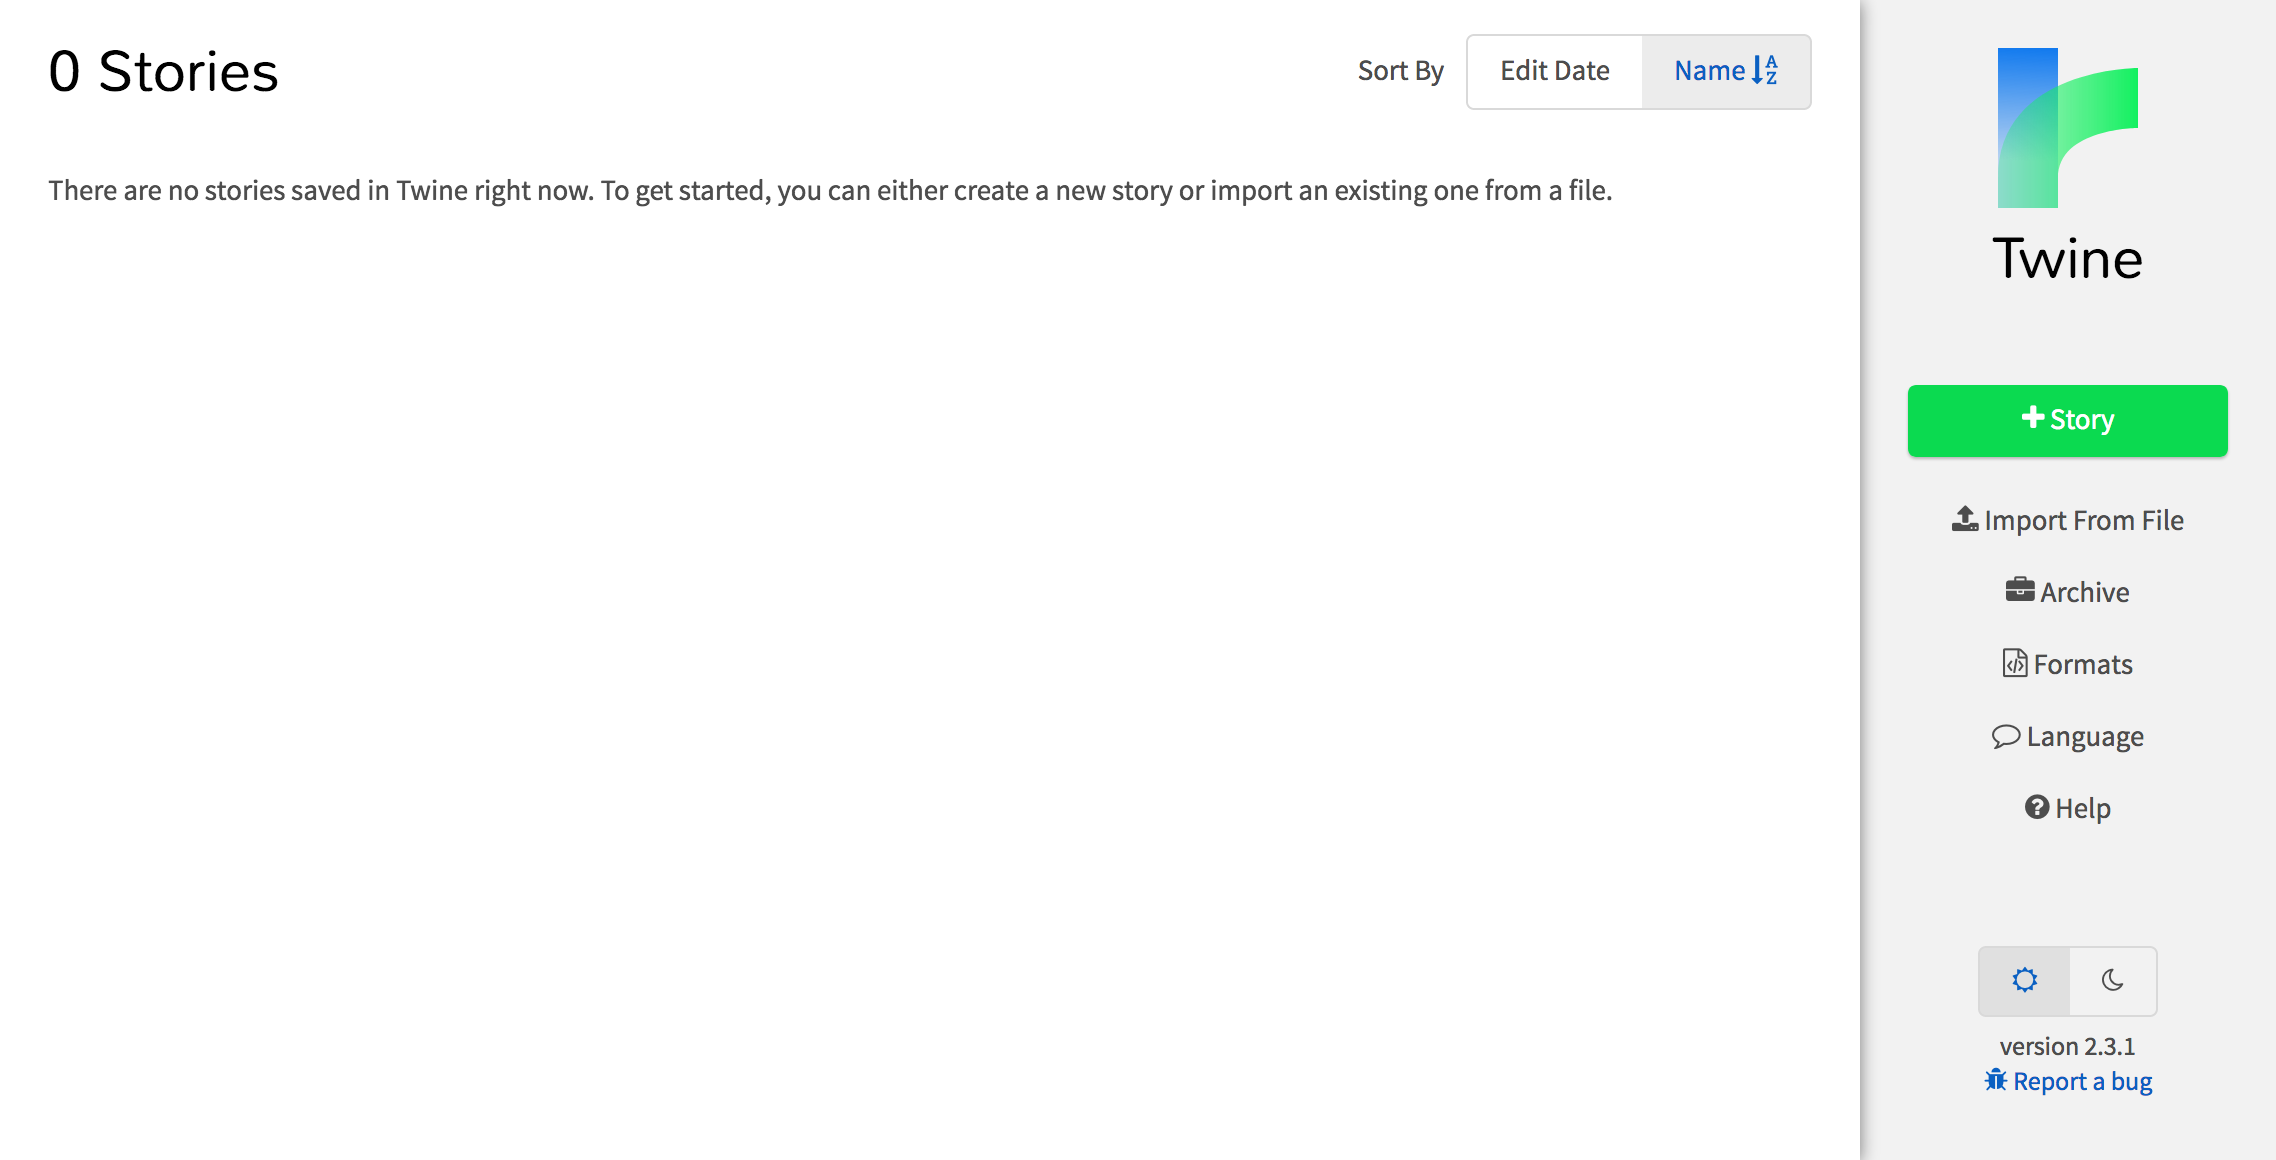 0 Stories
Sort By
Edit Date
Name
There are no stories saved in Twine right now. To get started, you can either create a new story or import an existing one from a file.
Twine
Story
Import From File
Archive
Formats
Language
Help
version 2.3.1
Report a bug